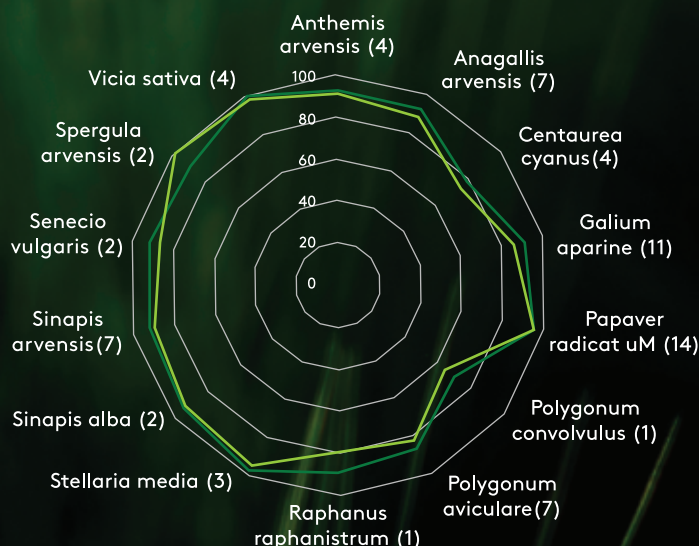 Anthemis
arvensis (4)
Anagallis
arvensis (7)
Centaurea
cyanus(4)
Galium
aparine (11)
Papaver
radicat uM (14)
Polygonum
convolvulus (1)
Polygonum
aviculare(7)
Raphanus
raphanistrum (1)
Stellaria media (3)
Sinapis alba (2)
Sinapis
arvensis(7)
Senecio
vulgaris (2)
Spergula
arvensis (2)
Vicia sativa (4)
100
80
60
40
20
0